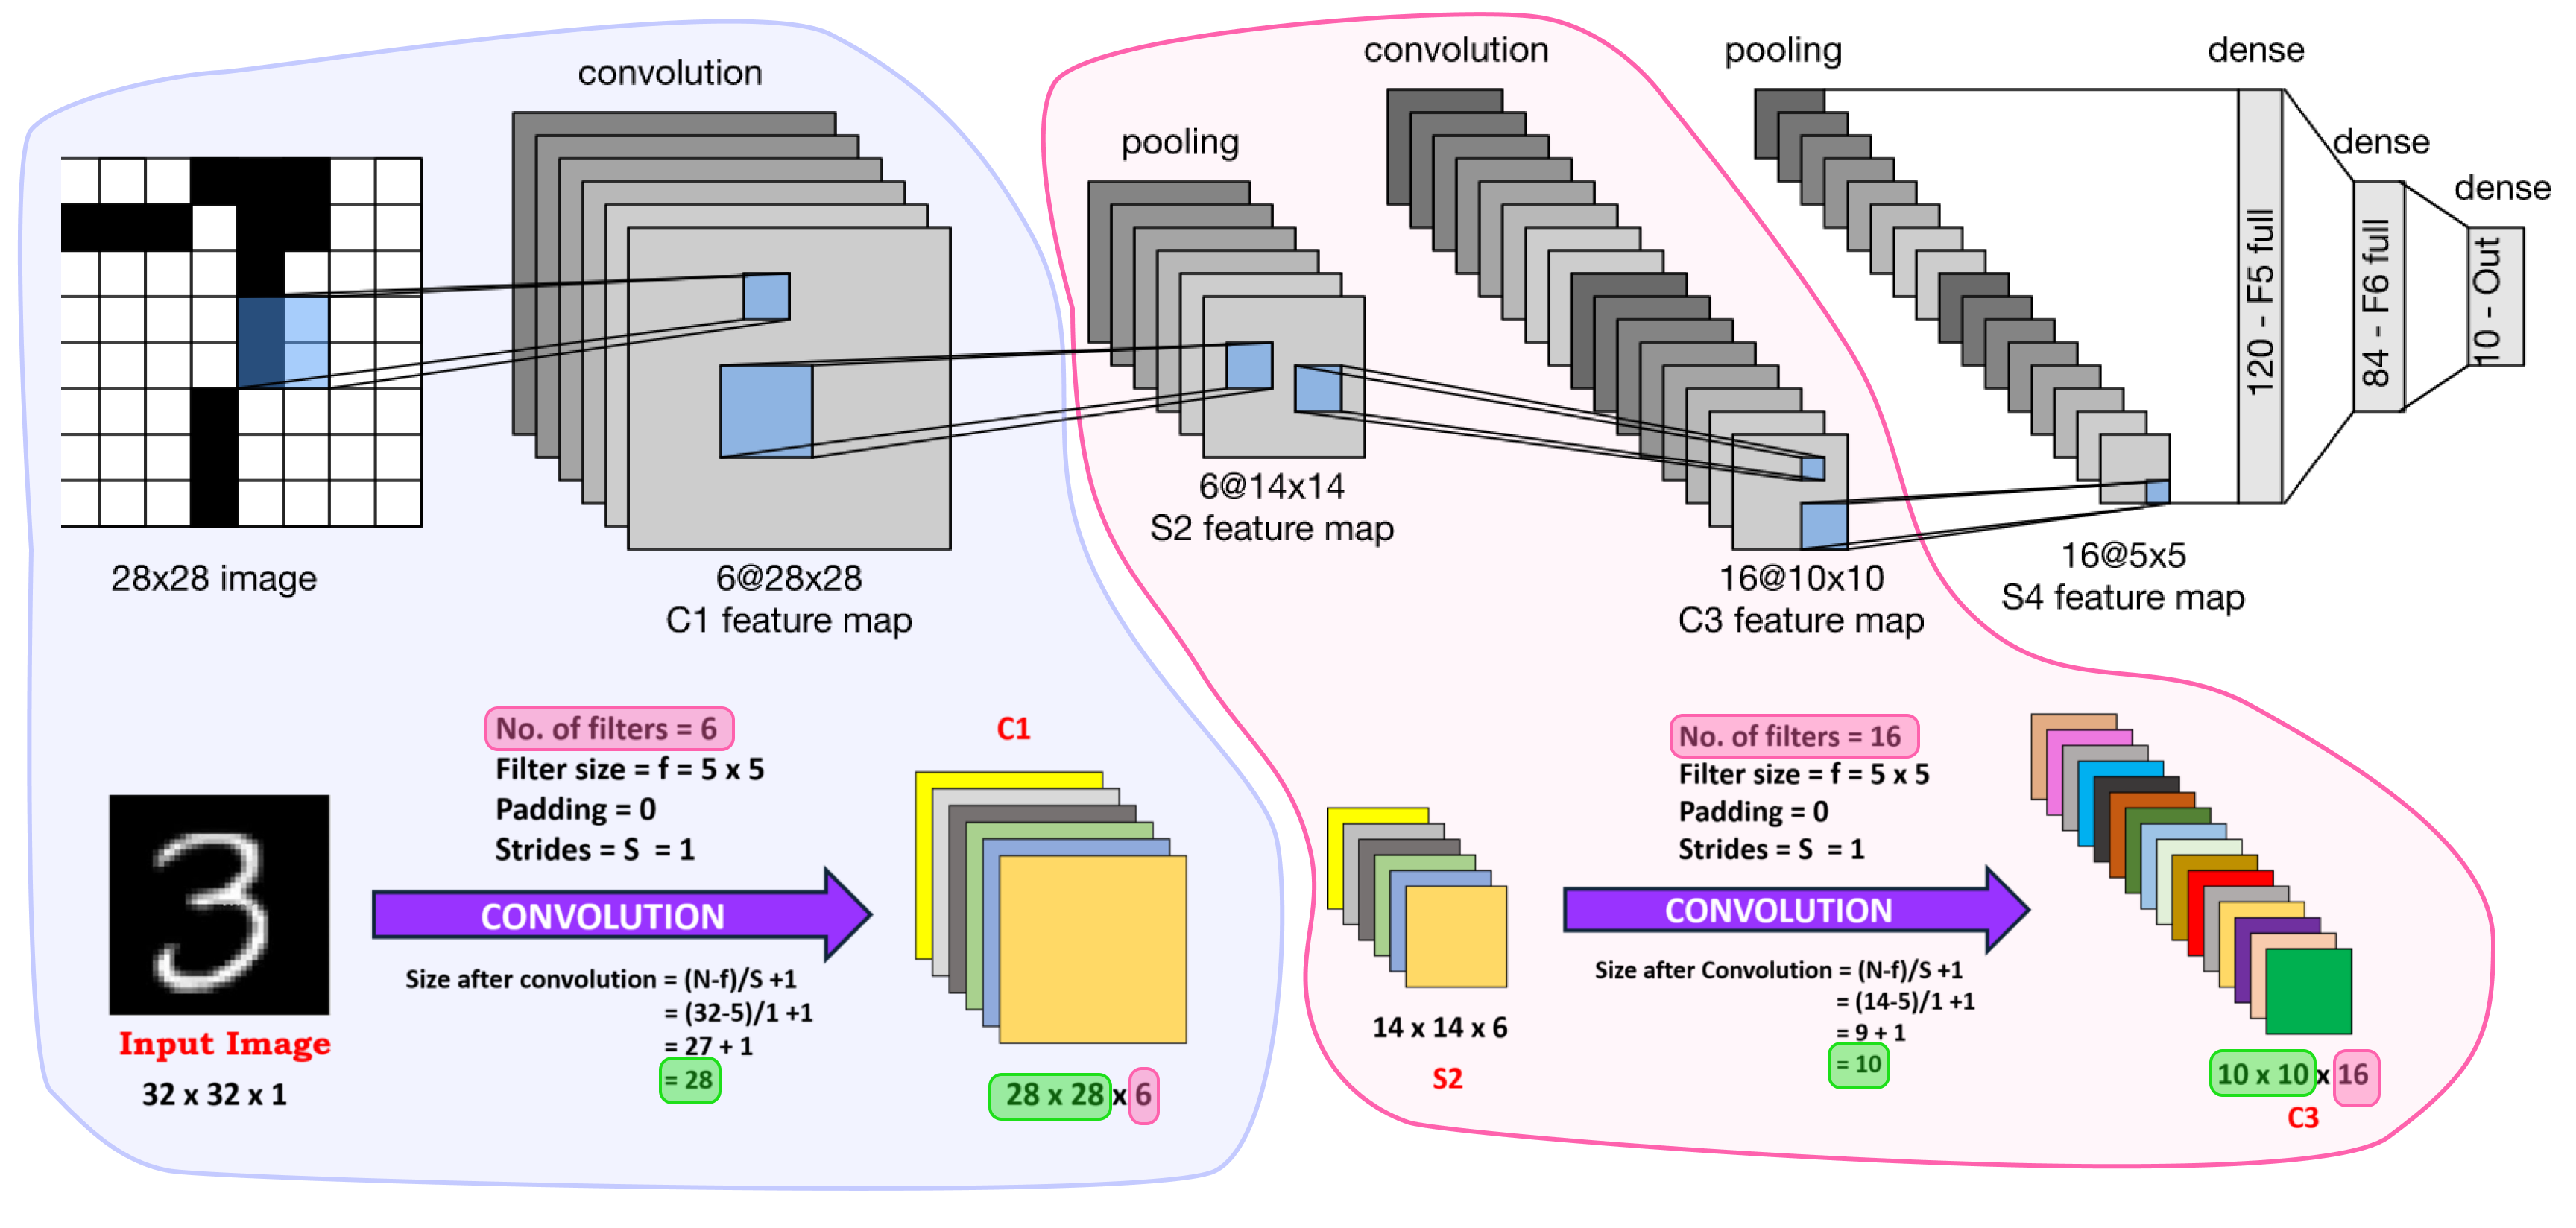 convolution
28x28 image
6@28x28
C1 feature map
pooling
6@14x14
S2 feature map
convolution
16@10x10
C3 feature map
pooling
16@5x5
S4 feature map
dense
120 - F5 full
dense
84 - F6 full
dense
10 - Out
Input Image
32 x 32 x 1
No. of filters = 6
Filter size = f = 5 x 5
Padding = 0
Strides = S = 1
CONVOLUTION
Size after convolution = (N-f)/S +1
= (32-5)/1 +1
= 27 + 1
= 28
C1
28 x 28 x 6
14 x 14 x 6
S2
No. of filters = 16
Filter size = f = 5 x 5
Padding = 0
Strides = S = 1
CONVOLUTION
Size after Convolution = (N-f)/S +1
= (14-5)/1 +1
= 9 + 1
= 10
10 x 10 x 16
C3